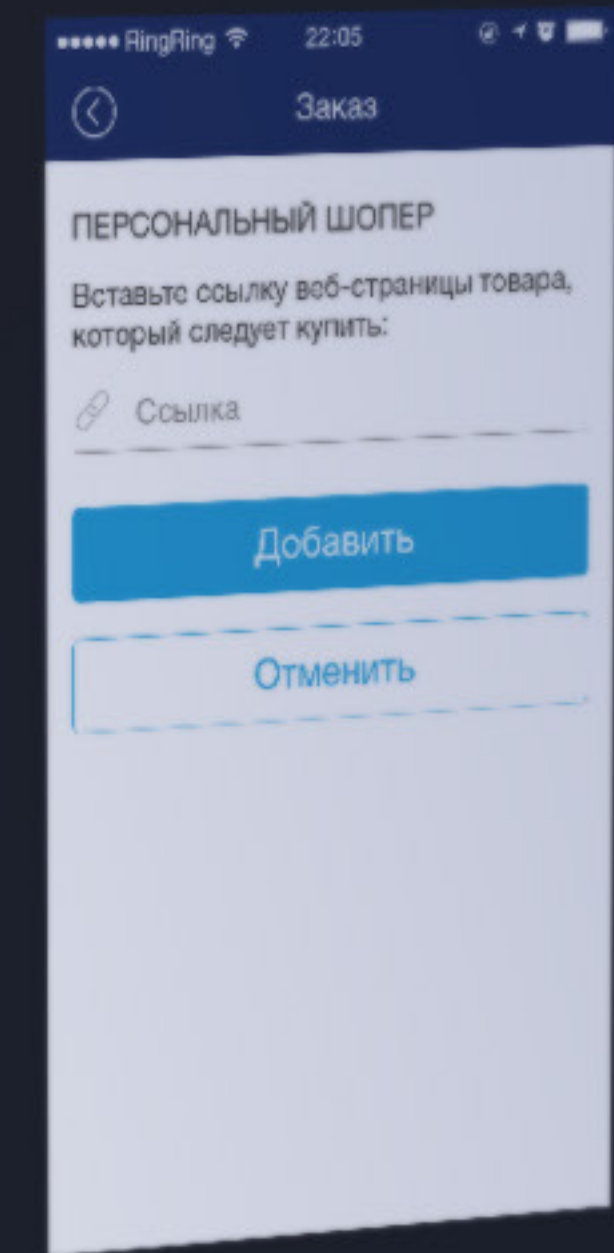 RingRing 22:05
Заказ
ПЕРСОНАЛЬНЫЙ ШОПЕР
Вставьте ссылку веб-страницы товара,
который следует купить:
Ссылка
Добавить
Отменить